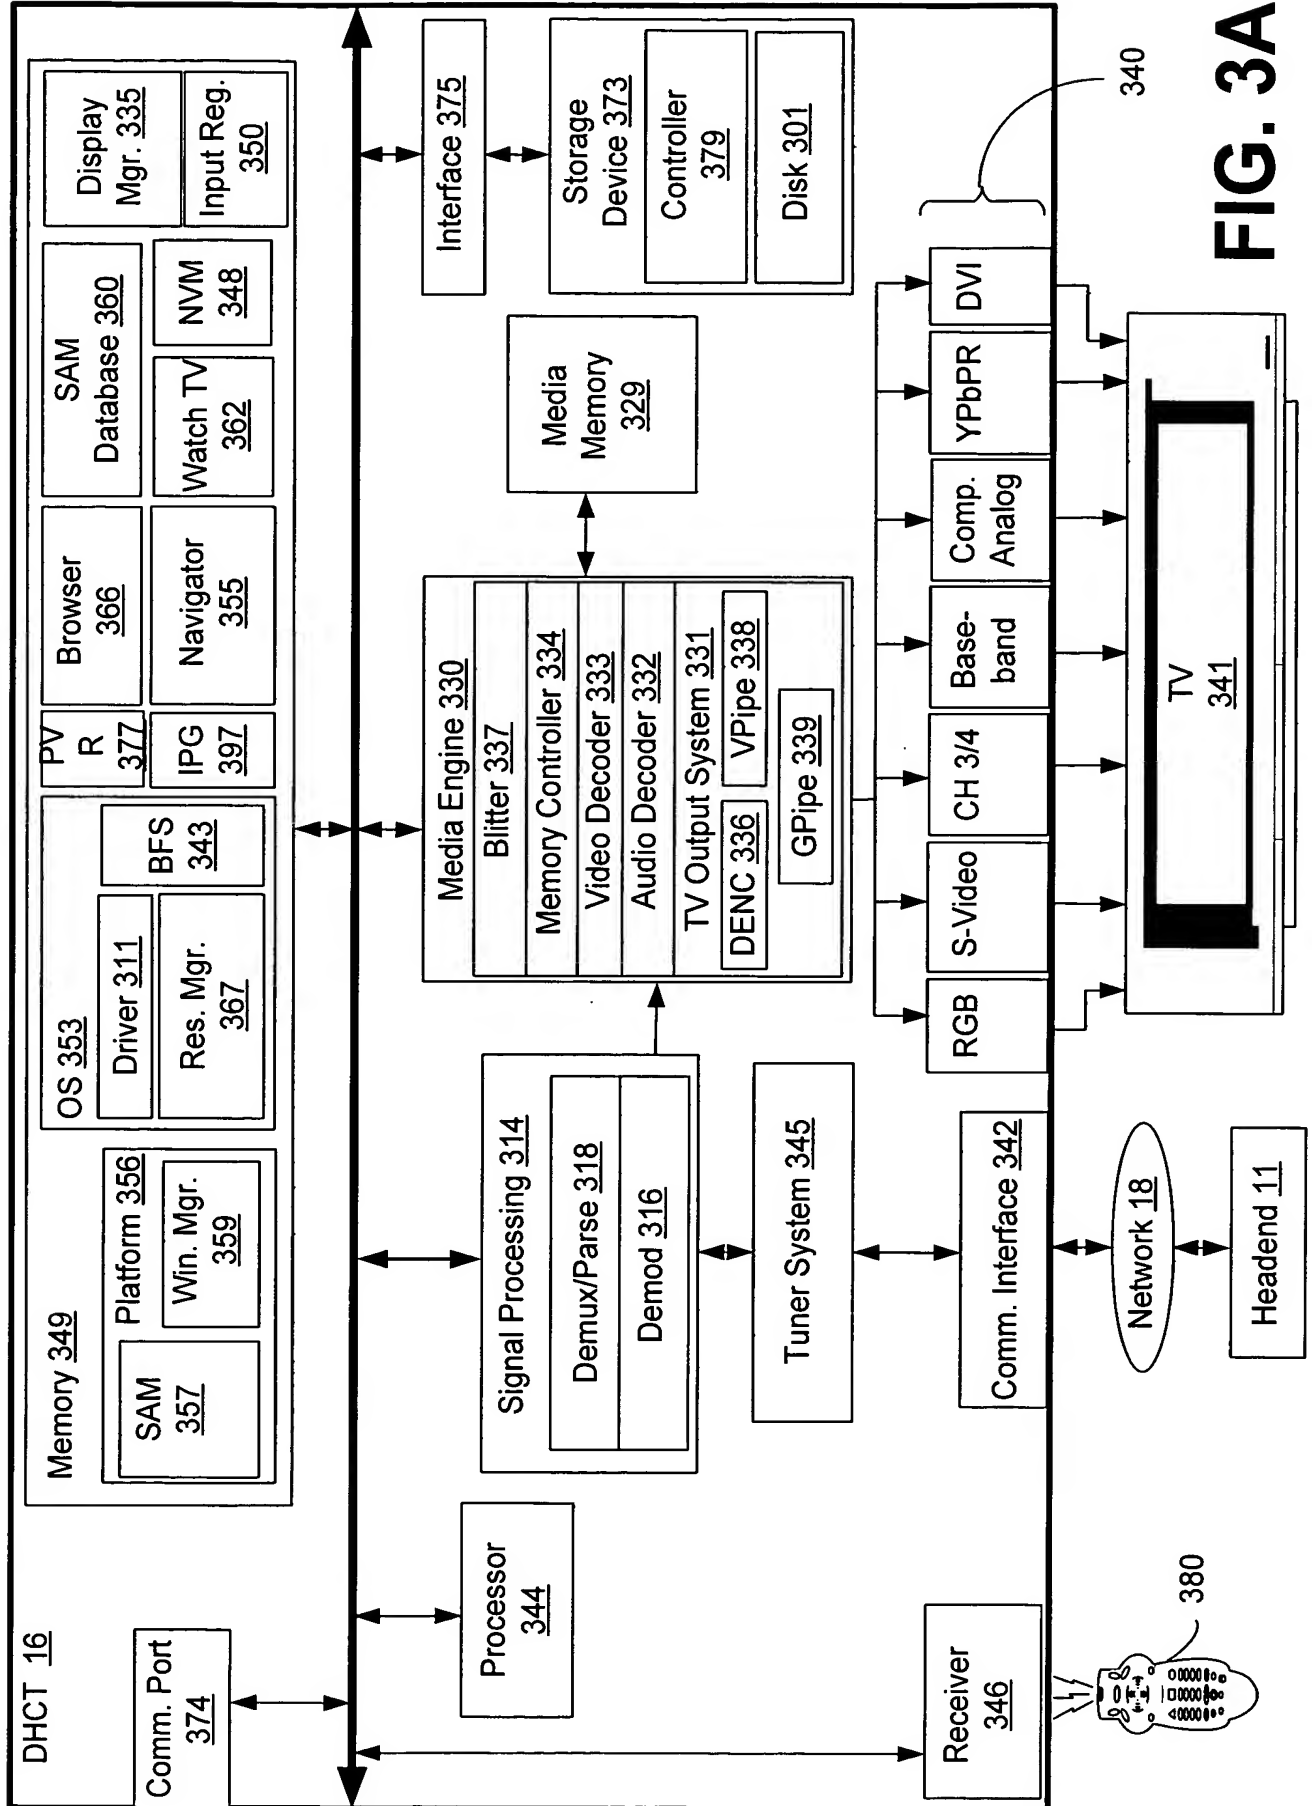 DHCT 16
Comm. Port
374
Memory 349
SAM
357
Platform 356
Win. Mgr.
359
OS 353
Driver 311
Res. Mgr.
367
BFS
343
PV
R
377
IPG
397
Browser
366
Navigator
355
SAM
Database 360
Watch TV
362
NVM
348
Display
Mgr. 335
Input Reg.
350
Processor
344
Signal Processing 314
Demux/Parse 318
Demod 316
Tuner System 345
Comm. Interface 342
Media Engine 330
Blitter 337
Memory Controller 334
Video Decoder 333
Audio Decoder 332
TV Output System 331
DENC 336
VPipe 338
GPipe 339
Media
Memory
329
Interface 375
Storage
Device 373
Controller
379
Disk 301
Receiver
346
RGB
S-Video
CH 3/4
Base-
band
Comp.
Analog
YPbPR
DVI
340
380
Network 18
Headend 11
TV
341
FIG. 3A